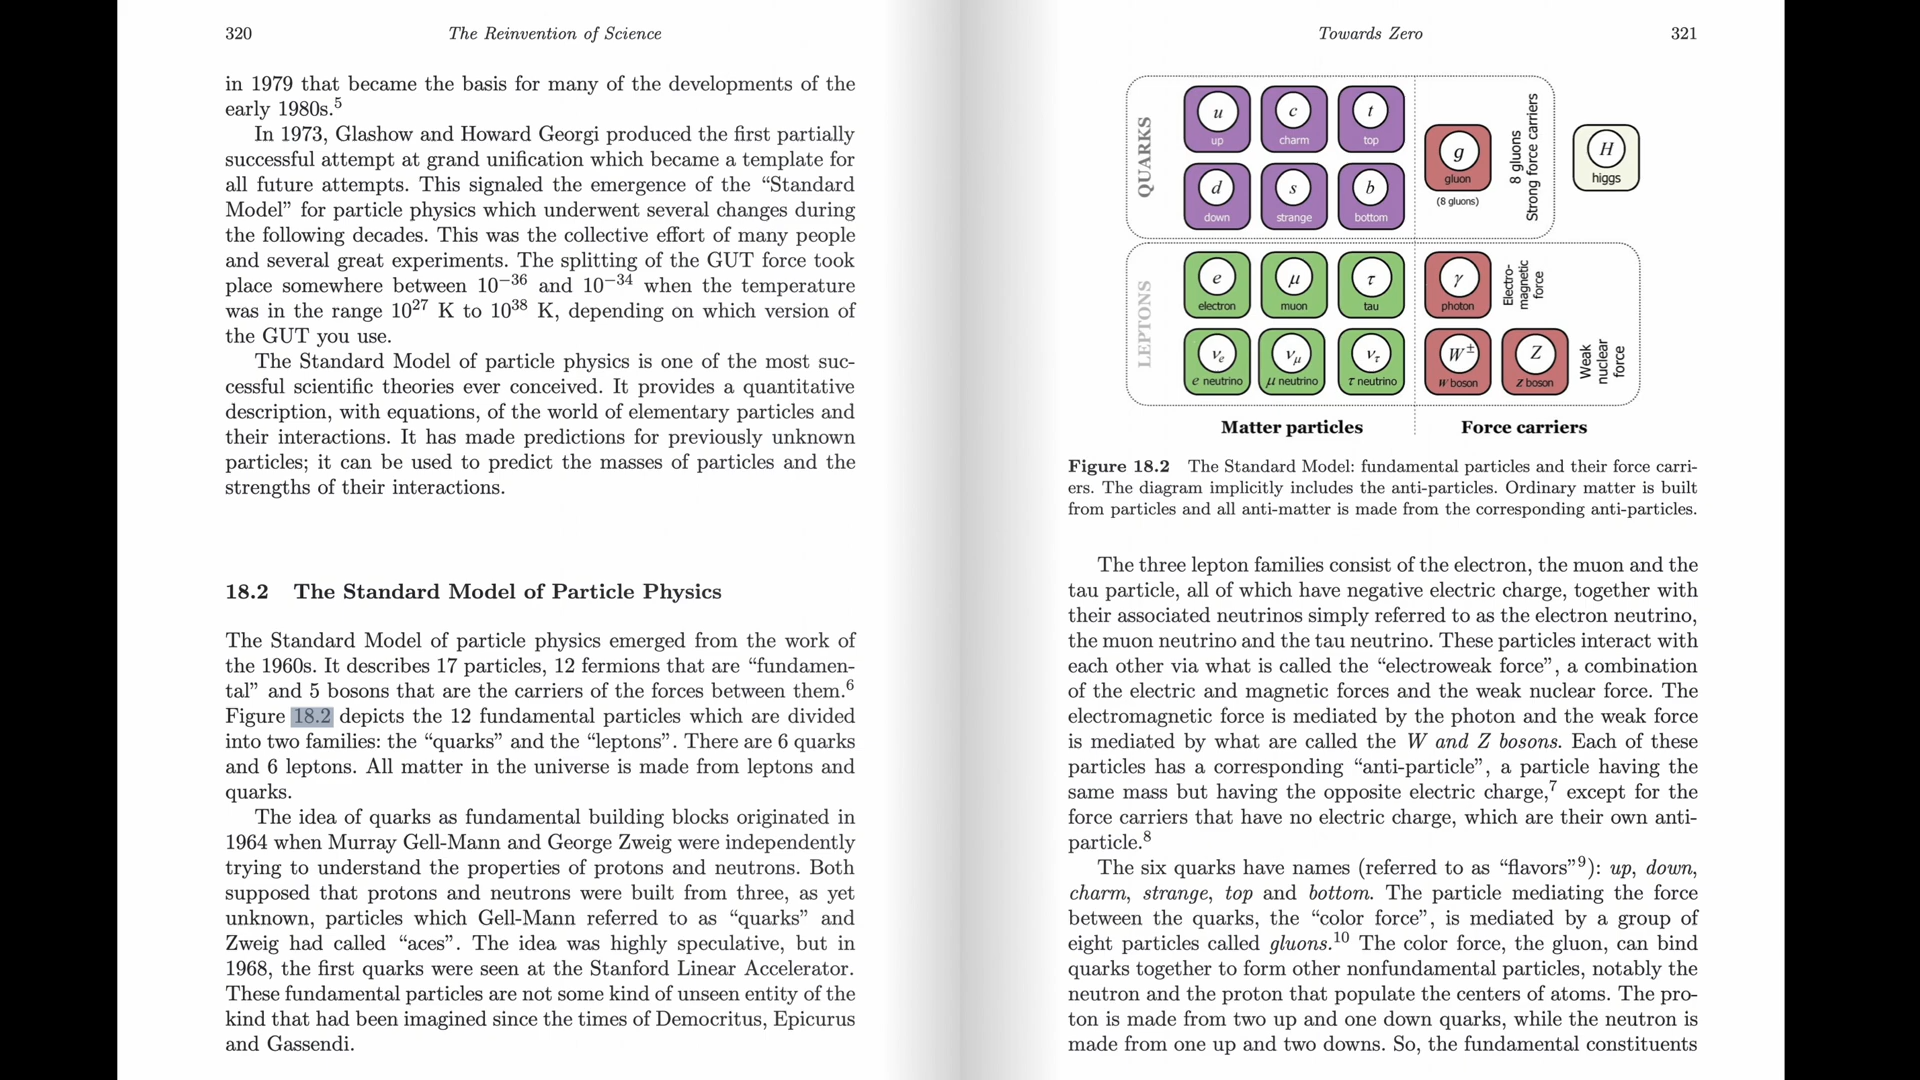 320
The Reinvention of Science
in 1979 that became the basis for many of the developments of the
early 1980s.⁵
In 1973, Glashow and Howard Georgi produced the first partially
successful attempt at grand unification which became a template for
all future attempts. This signaled the emergence of the “Standard
Model” for particle physics which underwent several changes during
the following decades. This was the collective effort of many people
and several great experiments. The splitting of the GUT force took
place somewhere between 10⁻³⁶ and 10⁻³⁴ when the temperature
was in the range 10²⁷ K to 10³⁸ K, depending on which version of
the GUT you use.
The Standard Model of particle physics is one of the most suc-
cessful scientific theories ever conceived. It provides a quantitative
description, with equations, of the world of elementary particles and
their interactions. It has made predictions for previously unknown
particles; it can be used to predict the masses of particles and the
strengths of their interactions.
18.2 The Standard Model of Particle Physics
The Standard Model of particle physics emerged from the work of
the 1960s. It describes 17 particles, 12 fermions that are “fundamen-
tal” and 5 bosons that are the carriers of the forces between them.⁶
Figure 18.2 depicts the 12 fundamental particles which are divided
into two families: the “quarks” and the “leptons”. There are 6 quarks
and 6 leptons. All matter in the universe is made from leptons and
quarks.
The idea of quarks as fundamental building blocks originated in
1964 when Murray Gell-Mann and George Zweig were independently
trying to understand the properties of protons and neutrons. Both
supposed that protons and neutrons were built from three, as yet
unknown, particles which Gell-Mann referred to as “quarks” and
Zweig had called “aces”. The idea was highly speculative, but in
1968, the first quarks were seen at the Stanford Linear Accelerator.
These fundamental particles are not some kind of unseen entity of the
kind that had been imagined since the times of Democritus, Epicurus
and Gassendi.
Towards Zero
321
QUARKS
u
up
c
charm
t
top
d
down
s
strange
b
bottom
g
gluon
(8 gluons)
8 gluons
Strong force carriers
H
higgs
LEPTONS
e
electron
μ
muon
τ
tau
νe
e neutrino
νμ
μ neutrino
ντ
τ neutrino
γ
photon
Electro-
magnetic
force
W±
W boson
Z
Z boson
Weak
nuclear
force
Matter particles
Force carriers
Figure 18.2 The Standard Model: fundamental particles and their force carri-
ers. The diagram implicitly includes the anti-particles. Ordinary matter is built
from particles and all anti-matter is made from the corresponding anti-particles.
The three lepton families consist of the electron, the muon and the
tau particle, all of which have negative electric charge, together with
their associated neutrinos simply referred to as the electron neutrino,
the muon neutrino and the tau neutrino. These particles interact with
each other via what is called the “electroweak force”, a combination
of the electric and magnetic forces and the weak nuclear force. The
electromagnetic force is mediated by the photon and the weak force
is mediated by what are called the W and Z bosons. Each of these
particles has a corresponding “anti-particle”, a particle having the
same mass but having the opposite electric charge,⁷ except for the
force carriers that have no electric charge, which are their own anti-
particle.⁸
The six quarks have names (referred to as “flavors”⁹): up, down,
charm, strange, top and bottom. The particle mediating the force
between the quarks, the “color force”, is mediated by a group of
eight particles called gluons.¹⁰ The color force, the gluon, can bind
quarks together to form other nonfundamental particles, notably the
neutron and the proton that populate the centers of atoms. The pro-
ton is made from two up and one down quarks, while the neutron is
made from one up and two downs. So, the fundamental constituents